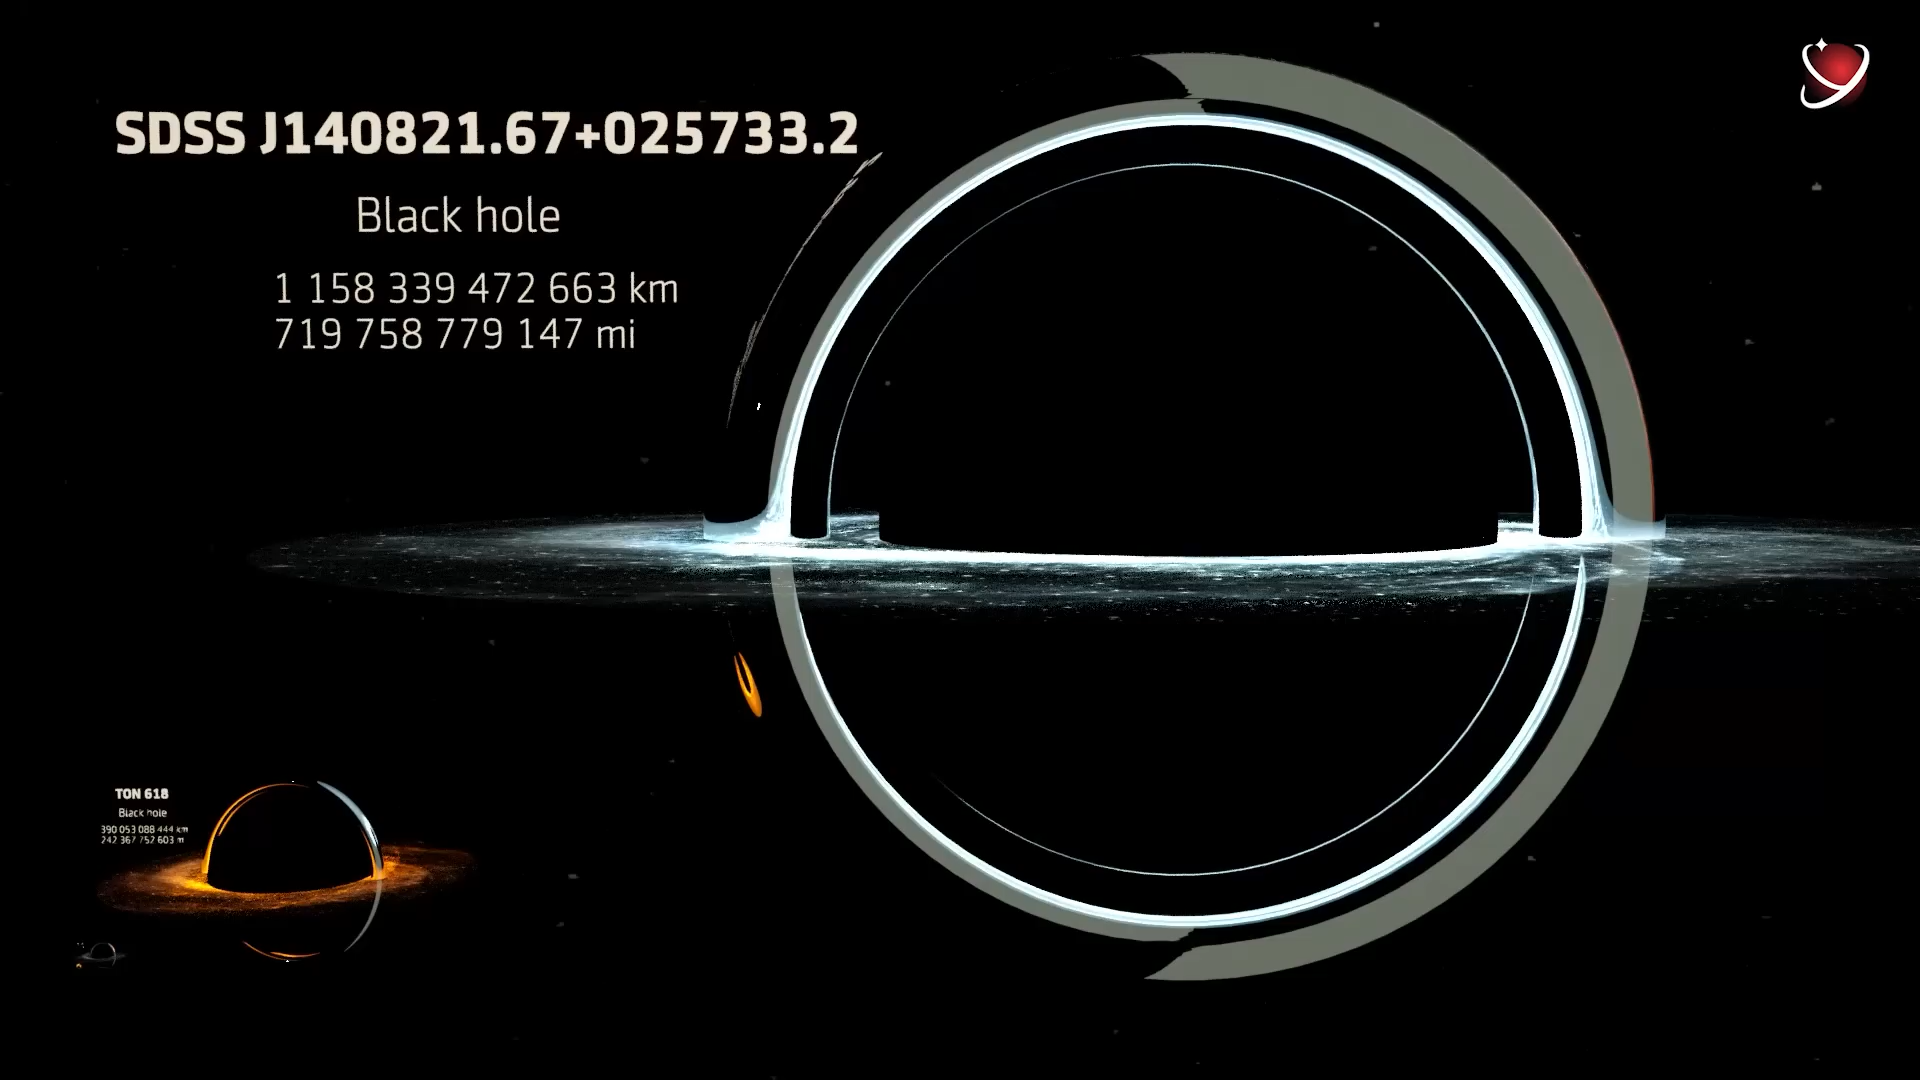 SDSS J140821.67+025733.2
Black hole
1 158 339 472 663 km
719 758 779 147 mi
TON 618
Black hole
390 053 088 444 km
242 367 752 603 mi